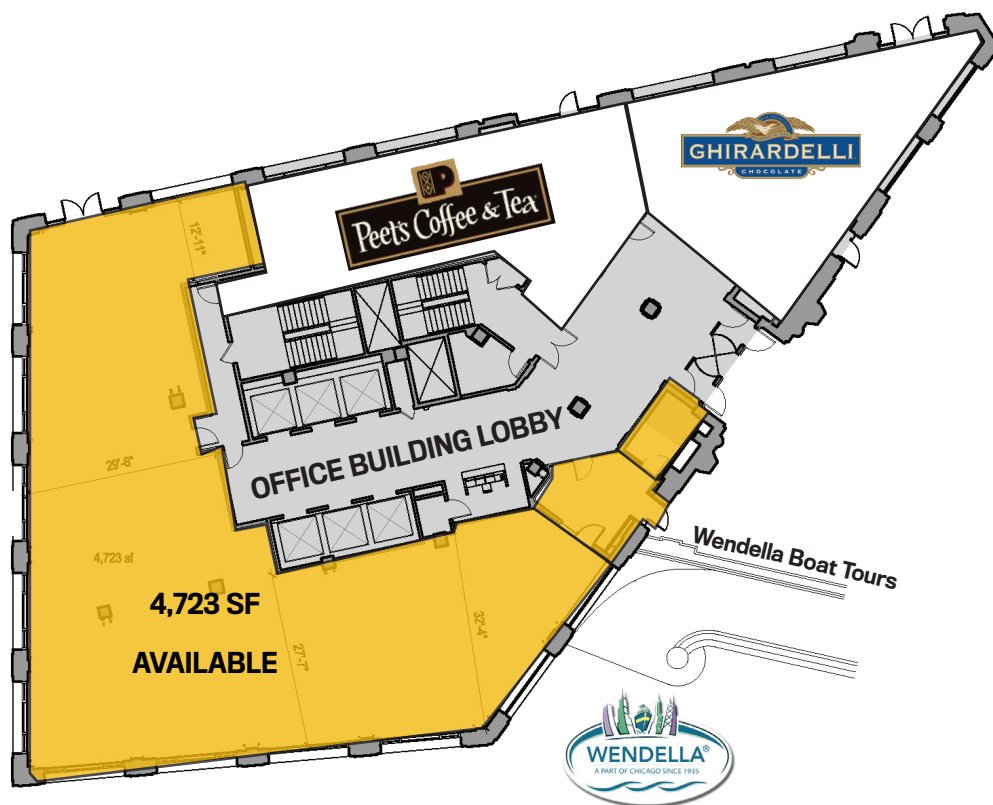 GHIRARDELLI
CHOCOLATE
P
Peet's Coffee & Tea
12'-11"
OFFICE BUILDING LOBBY
29'-6"
4,723 sf
4,723 SF
AVAILABLE
27'-7"
32'-4"
Wendella Boat Tours
WENDELLA®
A PART OF CHICAGO SINCE 1935